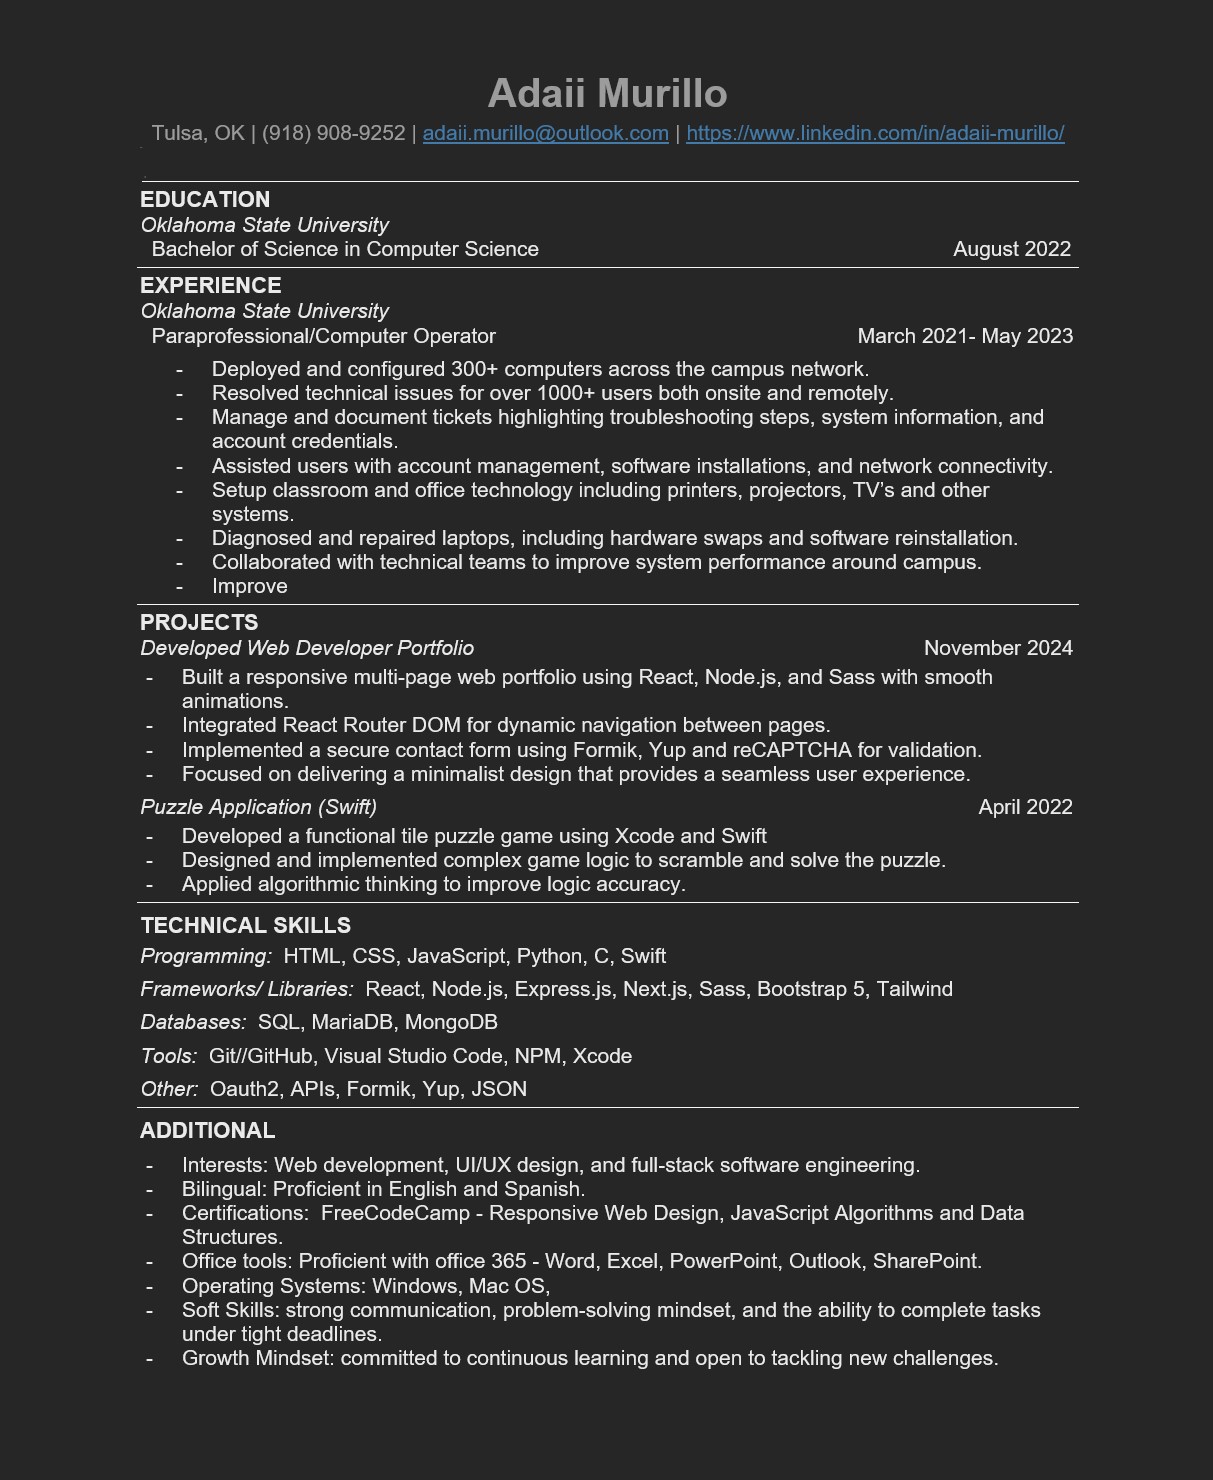 Adaii Murillo
Tulsa, OK | (918) 908-9252 | adaii.murillo@outlook.com | https://www.linkedin.com/in/adaii-murillo/
EDUCATION
Oklahoma State University
Bachelor of Science in Computer Science August 2022
EXPERIENCE
Oklahoma State University
Paraprofessional/Computer Operator March 2021- May 2023
- Deployed and configured 300+ computers across the campus network.
- Resolved technical issues for over 1000+ users both onsite and remotely.
- Manage and document tickets highlighting troubleshooting steps, system information, and
account credentials.
- Assisted users with account management, software installations, and network connectivity.
- Setup classroom and office technology including printers, projectors, TV’s and other
systems.
- Diagnosed and repaired laptops, including hardware swaps and software reinstallation.
- Collaborated with technical teams to improve system performance around campus.
- Improve
PROJECTS
Developed Web Developer Portfolio November 2024
- Built a responsive multi-page web portfolio using React, Node.js, and Sass with smooth
animations.
- Integrated React Router DOM for dynamic navigation between pages.
- Implemented a secure contact form using Formik, Yup and reCAPTCHA for validation.
- Focused on delivering a minimalist design that provides a seamless user experience.
Puzzle Application (Swift) April 2022
- Developed a functional tile puzzle game using Xcode and Swift
- Designed and implemented complex game logic to scramble and solve the puzzle.
- Applied algorithmic thinking to improve logic accuracy.
TECHNICAL SKILLS
Programming: HTML, CSS, JavaScript, Python, C, Swift
Frameworks/ Libraries: React, Node.js, Express.js, Next.js, Sass, Bootstrap 5, Tailwind
Databases: SQL, MariaDB, MongoDB
Tools: Git//GitHub, Visual Studio Code, NPM, Xcode
Other: Oauth2, APIs, Formik, Yup, JSON
ADDITIONAL
- Interests: Web development, UI/UX design, and full-stack software engineering.
- Bilingual: Proficient in English and Spanish.
- Certifications: FreeCodeCamp - Responsive Web Design, JavaScript Algorithms and Data
Structures.
- Office tools: Proficient with office 365 - Word, Excel, PowerPoint, Outlook, SharePoint.
- Operating Systems: Windows, Mac OS,
- Soft Skills: strong communication, problem-solving mindset, and the ability to complete tasks
under tight deadlines.
- Growth Mindset: committed to continuous learning and open to tackling new challenges.